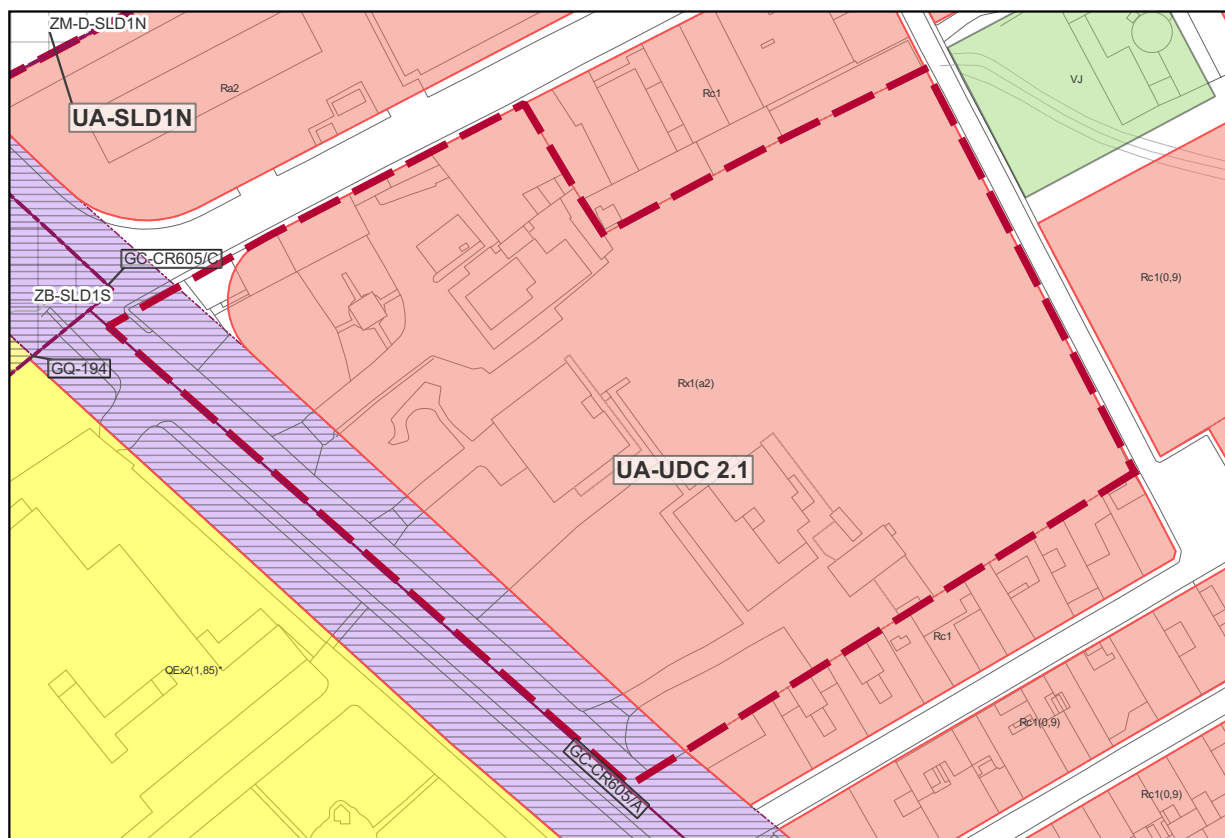 ZM-D-SLD1N
Ra2
Rc1
VJ
UA-SLD1N
GC-CR605/C
Rc1(0,9)
ZB-SLD1S
GQ-194
Rx1(a2)
UA-UDC 2.1
Rc1
QEx2(1,85)*
Rc1(0,9)
GC-CR605/A
Rc1(0,9)